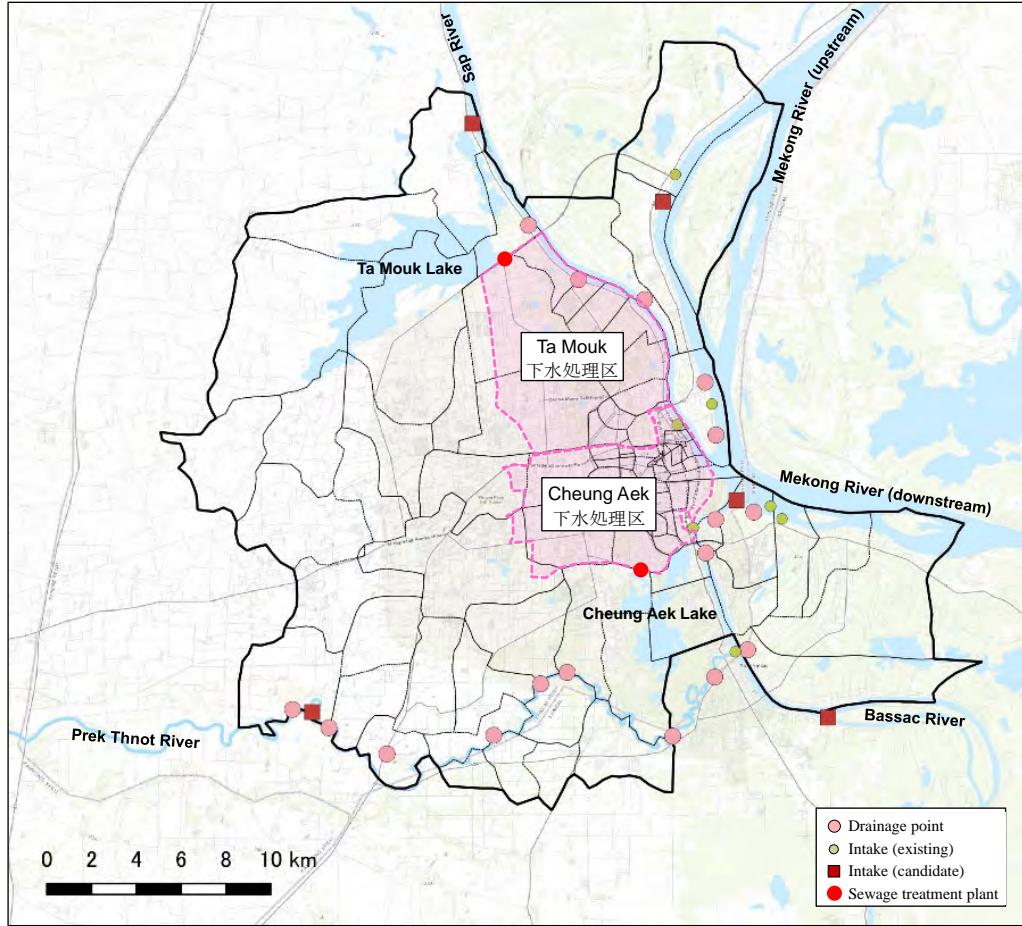 Sap River
Mekong River (upstream)
Ta Mouk Lake
Ta Mouk
下水処理区
Cheung Aek
下水処理区
Mekong River (downstream)
Cheung Aek Lake
Bassac River
Prek Thnot River
0 2 4 6 8 10 km
Drainage point
Intake (existing)
Intake (candidate)
Sewage treatment plant